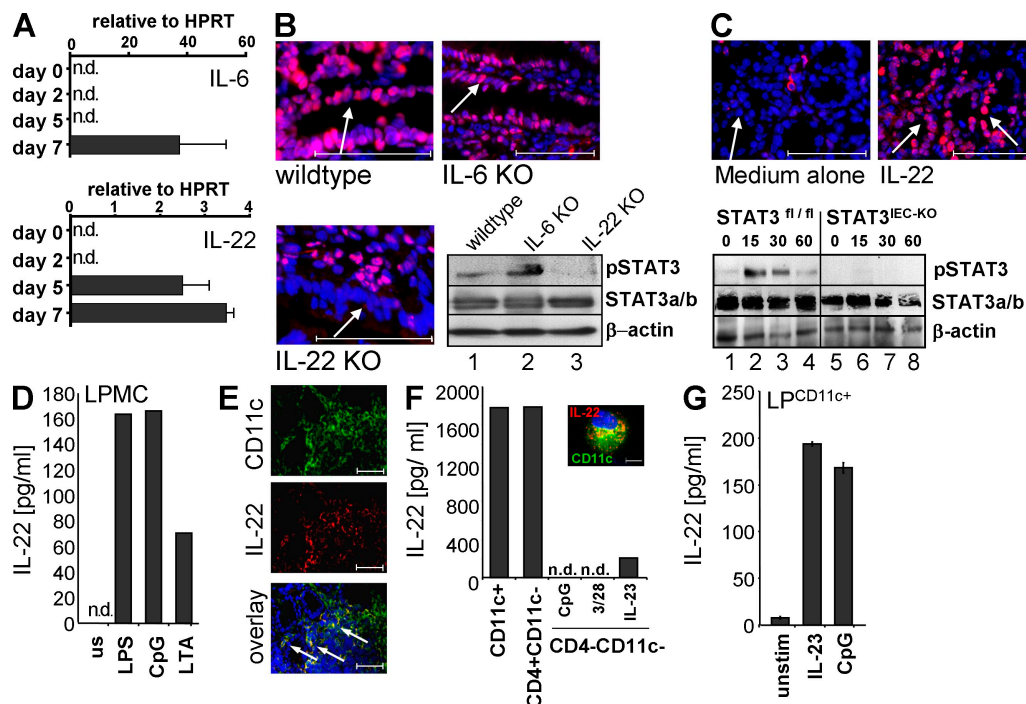 A
relative to HPRT
0 20 40 60
IL-6
day 0 n.d.
day 2 n.d.
day 5 n.d.
day 7
relative to HPRT
0 1 2 3 4
IL-22
day 0 n.d.
day 2 n.d.
day 5
day 7
B
wildtype
IL-6 KO
IL-22 KO
wildtype
IL-6 KO
IL-22 KO
pSTAT3
STAT3a/b
β-actin
1 2 3
C
Medium alone
IL-22
STAT3 fl / fl STAT3 IEC-KO
0 15 30 60 0 15 30 60
pSTAT3
STAT3a/b
β-actin
1 2 3 4 5 6 7 8
D
LPMC
IL-22 [pg/ml]
180
160
140
120
100
80
60
40
20
0
n.d.
us
LPS
CpG
LTA
E
CD11c
IL-22
overlay
F
IL-22 [pg/ ml]
2000
1600
1200
800
400
0
IL-22
CD11c
n.d. n.d.
CD11c+
CD4+CD11c-
CpG
3/28
IL-23
CD4-CD11c-
G
LP CD11c+
IL-22 [pg/ml]
250
200
150
100
50
0
unstim
IL-23
CpG